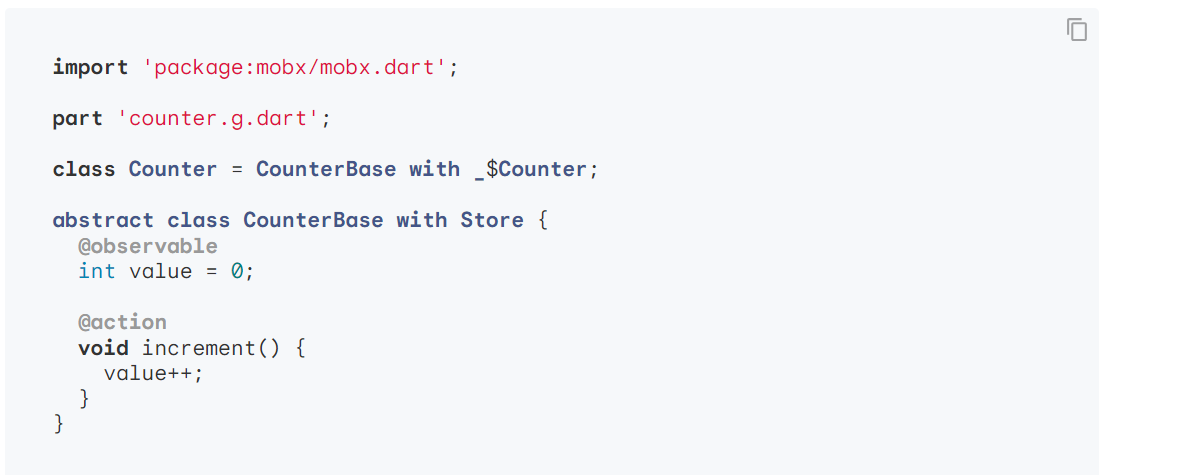 import 'package:mobx/mobx.dart';
part 'counter.g.dart';
class Counter = CounterBase with _$Counter;
abstract class CounterBase with Store {
  @observable
  int value = 0;
  @action
  void increment() {
    value++;
  }
}